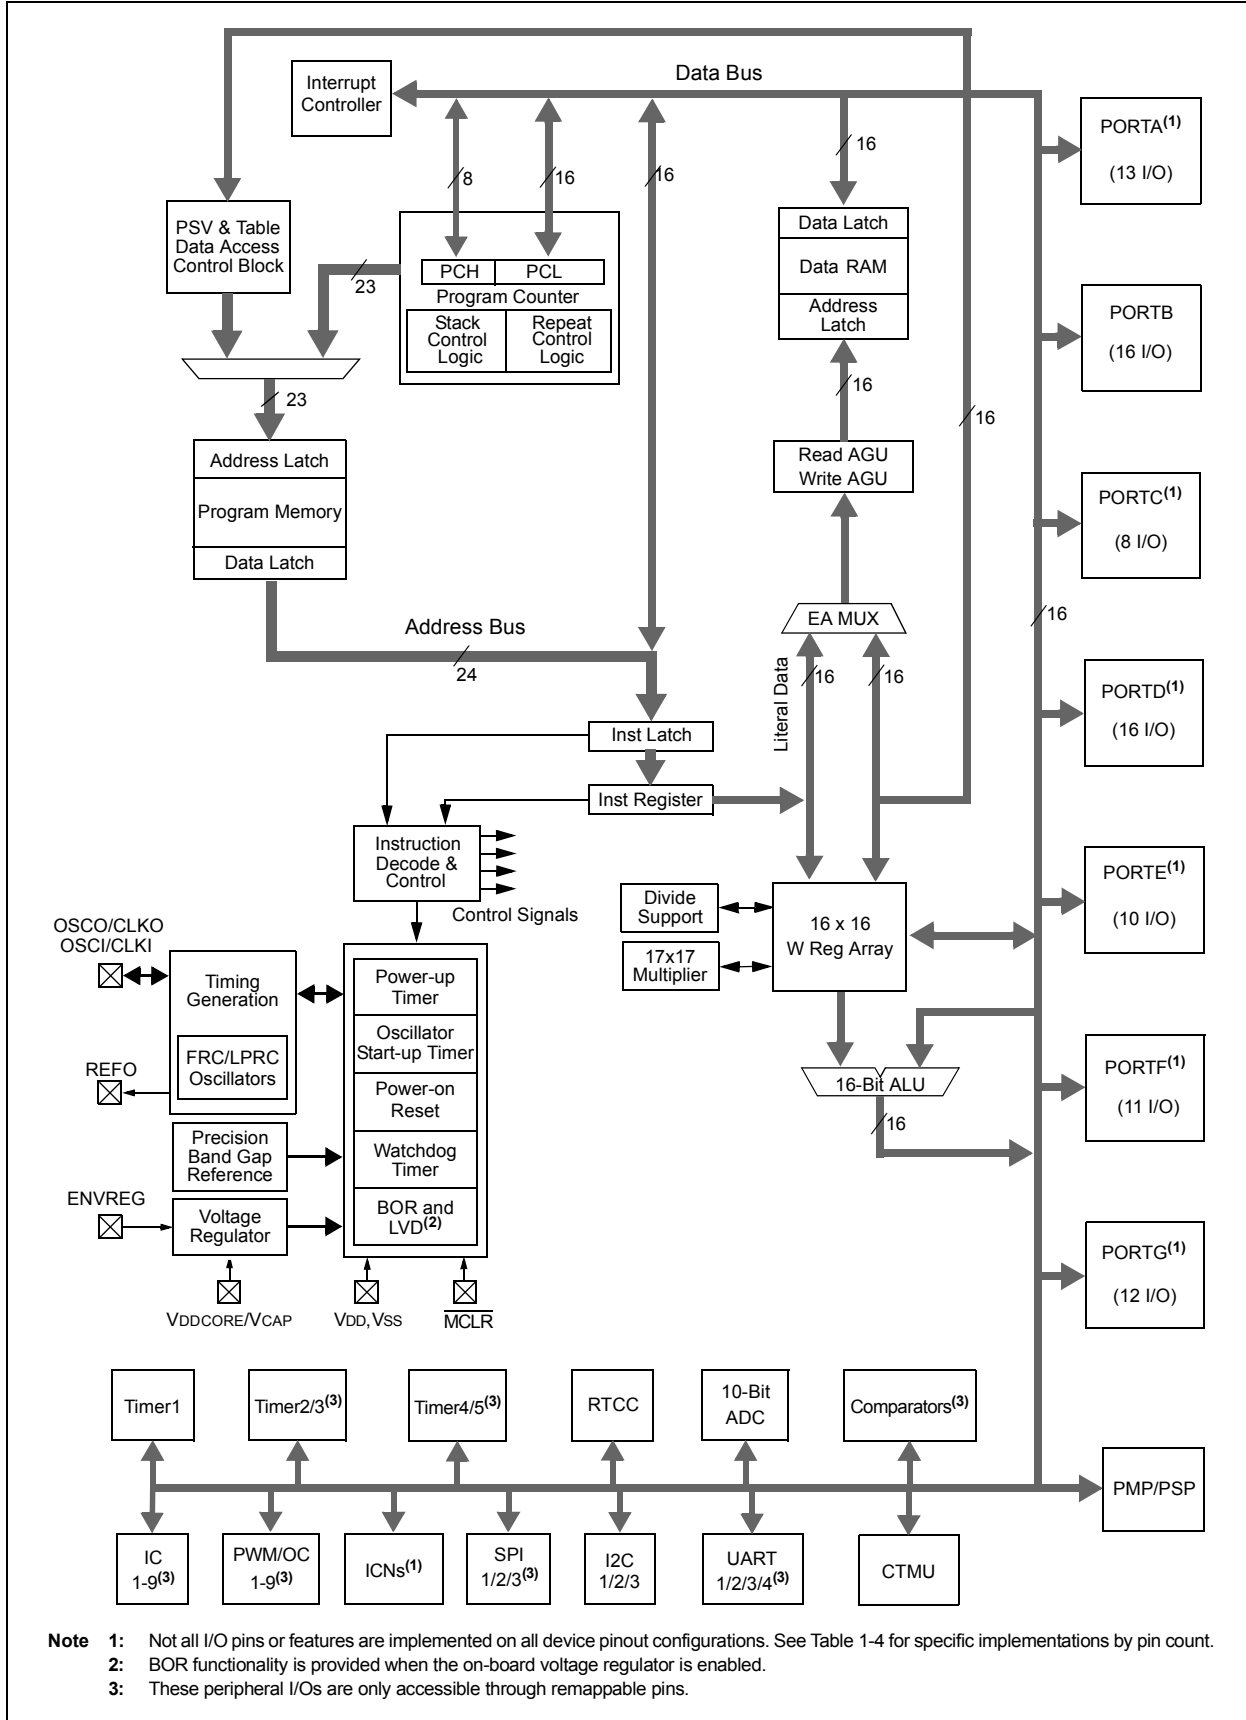 Data Bus
Interrupt
Controller
PORTA(1)
(13 I/O)
16
8
16
16
PSV & Table
Data Access
Control Block
Data Latch
Data RAM
Address
Latch
PCH
PCL
Program Counter
23
Stack
Control
Logic
Repeat
Control
Logic
PORTB
(16 I/O)
16
23
16
Address Latch
Program Memory
Data Latch
Read AGU
Write AGU
PORTC(1)
(8 I/O)
EA MUX
16
Address Bus
24
Literal Data
16
16
PORTD(1)
(16 I/O)
Inst Latch
Inst Register
Instruction
Decode &
Control
Control Signals
PORTE(1)
(10 I/O)
Divide
Support
17x17
Multiplier
16 x 16
W Reg Array
OSCO/CLKO
OSCI/CLKI
Timing
Generation
FRC/LPRC
Oscillators
REFO
Power-up
Timer
Oscillator
Start-up Timer
Power-on
Reset
Watchdog
Timer
BOR and
LVD(2)
16-Bit ALU
16
PORTF(1)
(11 I/O)
Precision
Band Gap
Reference
ENVREG
Voltage
Regulator
PORTG(1)
(12 I/O)
VDDCORE/VCAP
VDD, VSS
MCLR
Timer1
Timer2/3(3)
Timer4/5(3)
RTCC
10-Bit
ADC
Comparators(3)
PMP/PSP
IC
1-9(3)
PWM/OC
1-9(3)
ICNs(1)
SPI
1/2/3(3)
I2C
1/2/3
UART
1/2/3/4(3)
CTMU
Note 1: Not all I/O pins or features are implemented on all device pinout configurations. See Table 1-4 for specific implementations by pin count.
2: BOR functionality is provided when the on-board voltage regulator is enabled.
3: These peripheral I/Os are only accessible through remappable pins.